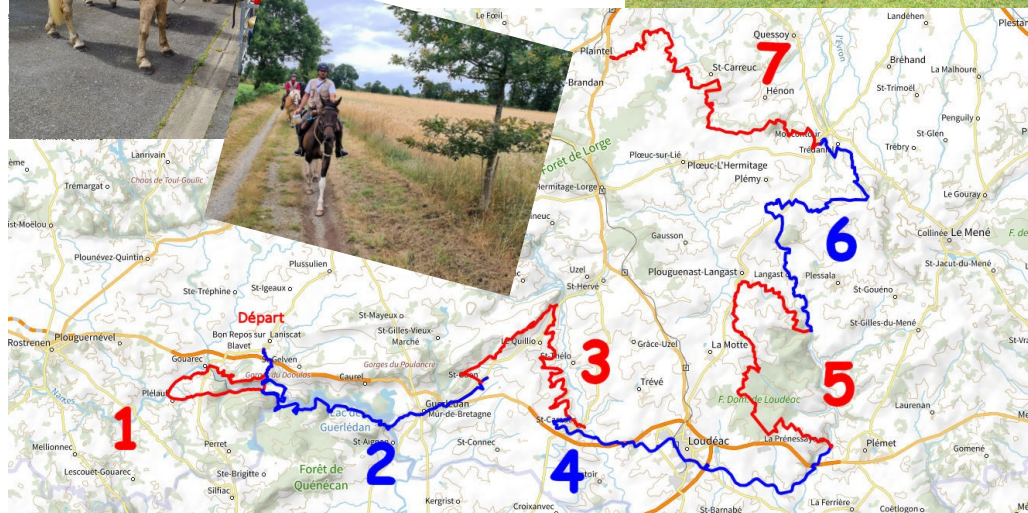 Landéhen
Plestan
Le Fœil
Quessoy
Plaintel
7
l'Evron
Bréhand
St-Carreuc
La Malhoure
Brandan
Hénon
St-Trimoël
Penguily
Moncontour
St-Glen
Trédaniel
Trébry
Forêt de Lorge
Lanrivain
Plœuc-sur-Lié
Plœuc-L'Hermitage
Chaos de Toul-Goulic
Plémy
Trémargat
Hermitage-Lorge
Le Gouray
6
Gausson
Collinée
Le Mené
Plounévez-Quintin
St-Jacut-du-Mené
Plussulien
Uzel
Plouguenast-Langast
Langast
Plessala
St-Hervé
Ste-Tréphine
St-Igeaux
St-Gouéno
Départ
St-Mayeux
St-Gilles-du-Mené
Bon Repos sur
Blavet
Laniscat
St-Gilles-Vieux-
Marché
Rostrenen
Plouguernével
Le Quillio
Grâce-Uzel
La Motte
St-Gelven
St-Thélo
3
Gouarec
Gorges du Daoulas
Gorges du Poulancre
Caurel
Trévé
5
F. Dom. de Loudéac
1
Lac de
Guerlédan
Guerlédan
Mûr-de-Bretagne
Laurenan
La Prénessaye
Loudéac
Plémet
Mellionnec
Perret
St-Aignan
St-Connec
Gomené
2
4
Lescouet-Gouarec
Ste-Brigitte
Forêt de
Quénécan
Silfiac
Kergrist
Croixanvec
St-Barnabé
La Ferrière
Coëtlogon